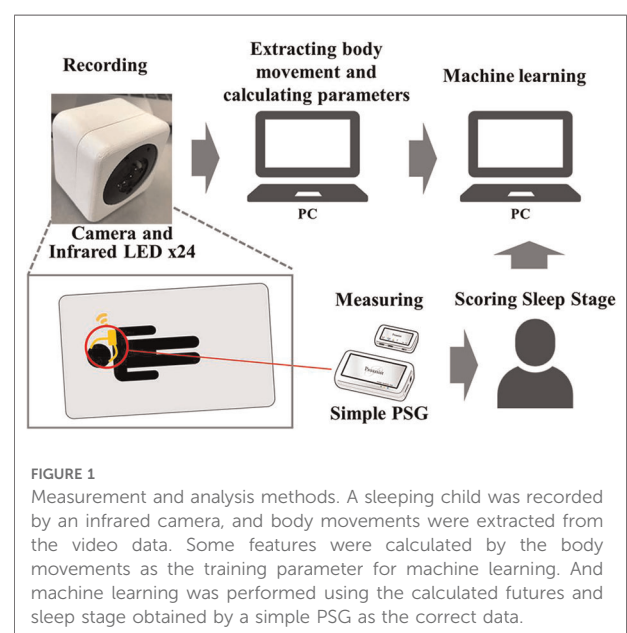 Recording
Extracting body
movement and
calculating parameters
Machine learning
PC
PC
Camera and
Infrared LED x24
Measuring
Scoring Sleep Stage
Simple PSG
FIGURE 1
Measurement and analysis methods. A sleeping child was recorded
by an infrared camera, and body movements were extracted from
the video data. Some features were calculated by the body
movements as the training parameter for machine learning. And
machine learning was performed using the calculated futures and
sleep stage obtained by a simple PSG as the correct data.